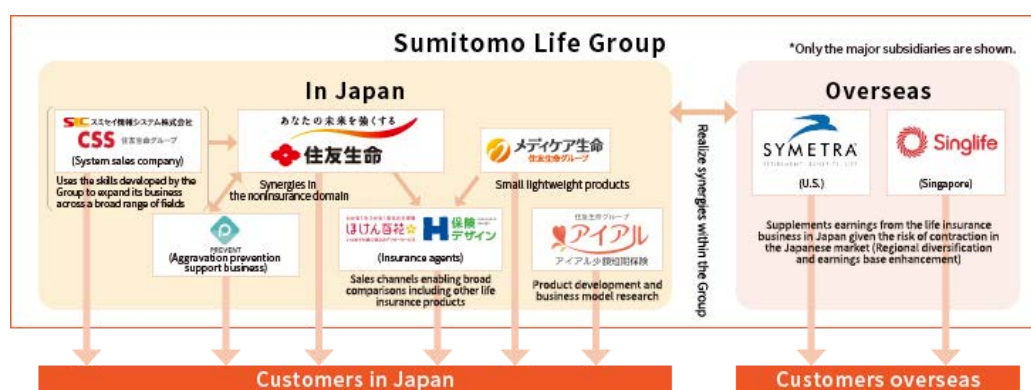 Sumitomo Life Group
*Only the major subsidiaries are shown.
In Japan
スミセイ情報システム株式会社
CSS 住友生命グループ
(System sales company)
Uses the skills developed by the
Group to expand its business
across a broad range of fields
あなたの未来を強くする
住友生命
Synergies in
the noninsurance domain
メディケア生命
住友生命グループ
Small lightweight products
PREVENT
(Aggravation prevention
support business)
ほけん百花
保険
デザイン
(Insurance agents)
Sales channels enabling broad
comparisons including other life
insurance products
住友生命グループ
アイアル
アイアル少額短期保険
Product development and
business model research
Realize synergies within the Group
Overseas
SYMETRA
RETIREMENT · BENEFITS · LIFE
(U.S.)
Singlife
(Singapore)
Supplements earnings from the life insurance
business in Japan given the risk of contraction in
the Japanese market (Regional diversification
and earnings base enhancement)
Customers in Japan
Customers overseas